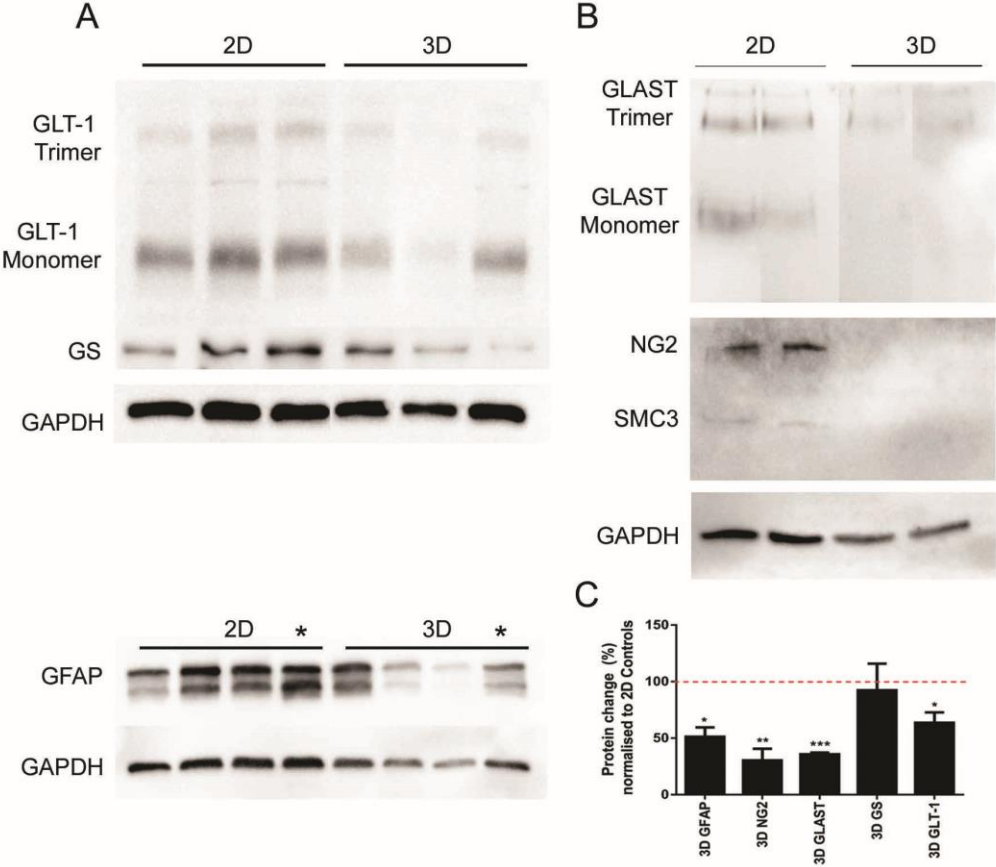 A
2D 3D
GLT-1
Trimer
GLT-1
Monomer
GS
GAPDH
2D * 3D *
GFAP
GAPDH
B
2D 3D
GLAST
Trimer
GLAST
Monomer
NG2
SMC3
GAPDH
C
Protein change (%)
normalised to 2D Controls
150
100
50
0
* ** *** *
3D GFAP
3D NG2
3D GLAST
3D GS
3D GLT-1